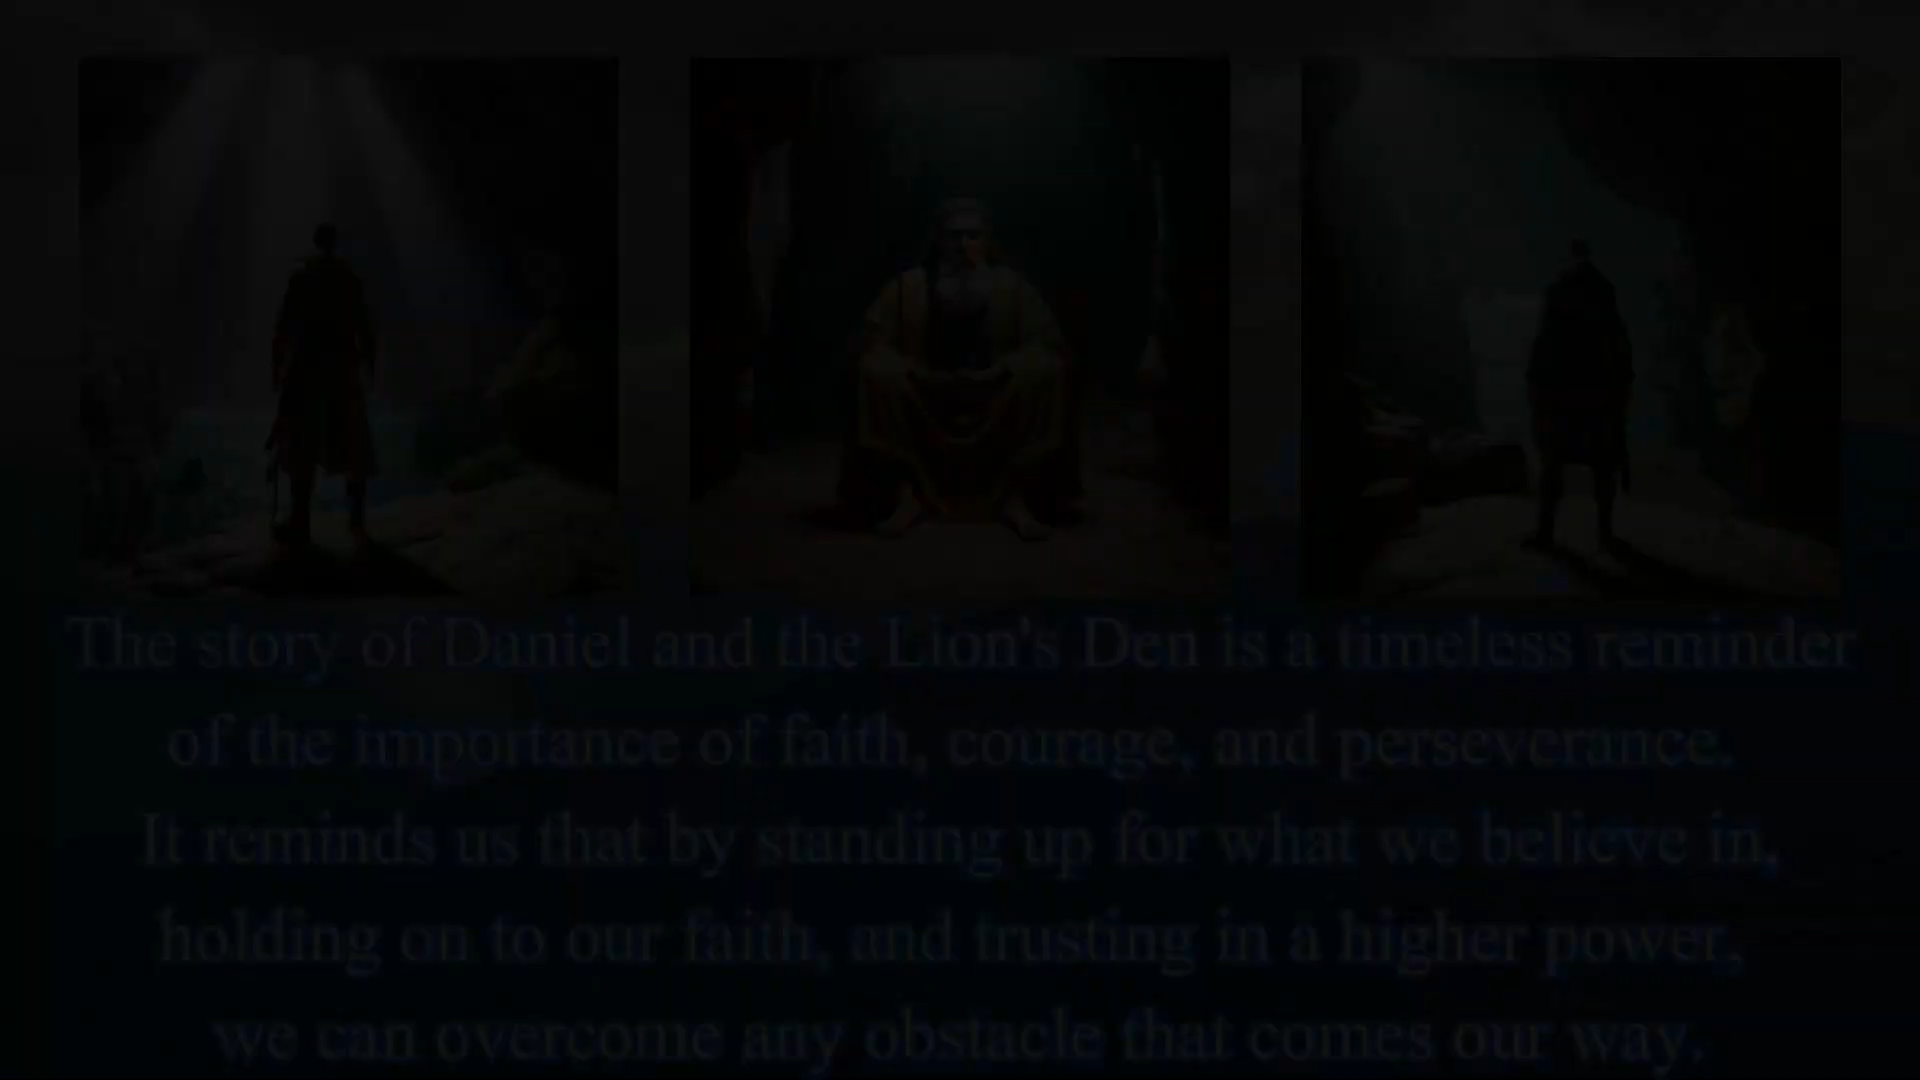 The story of Daniel and the Lion's Den is a timeless reminder
of the importance of faith, courage, and perseverance.
It reminds us that by standing up for what we believe in,
holding on to our faith, and trusting in a higher power,
we can overcome any obstacle that comes our way.